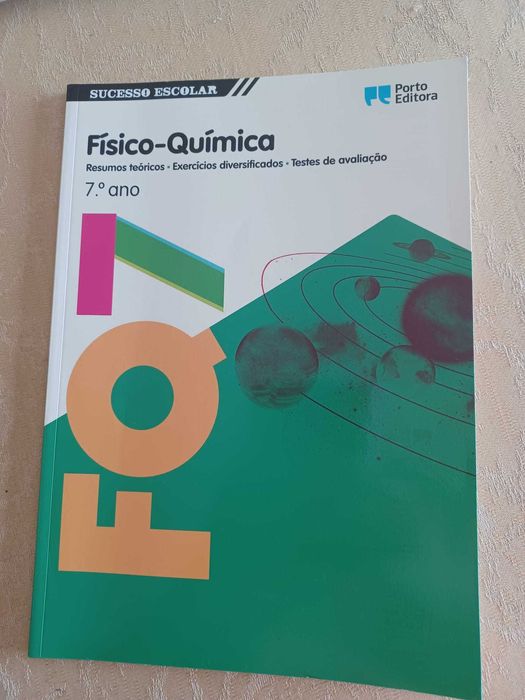 SUCESSO ESCOLAR
Porto
Editora
Físico-Química
Resumos teóricos • Exercícios diversificados • Testes de avaliação
7.º ano
FQ7